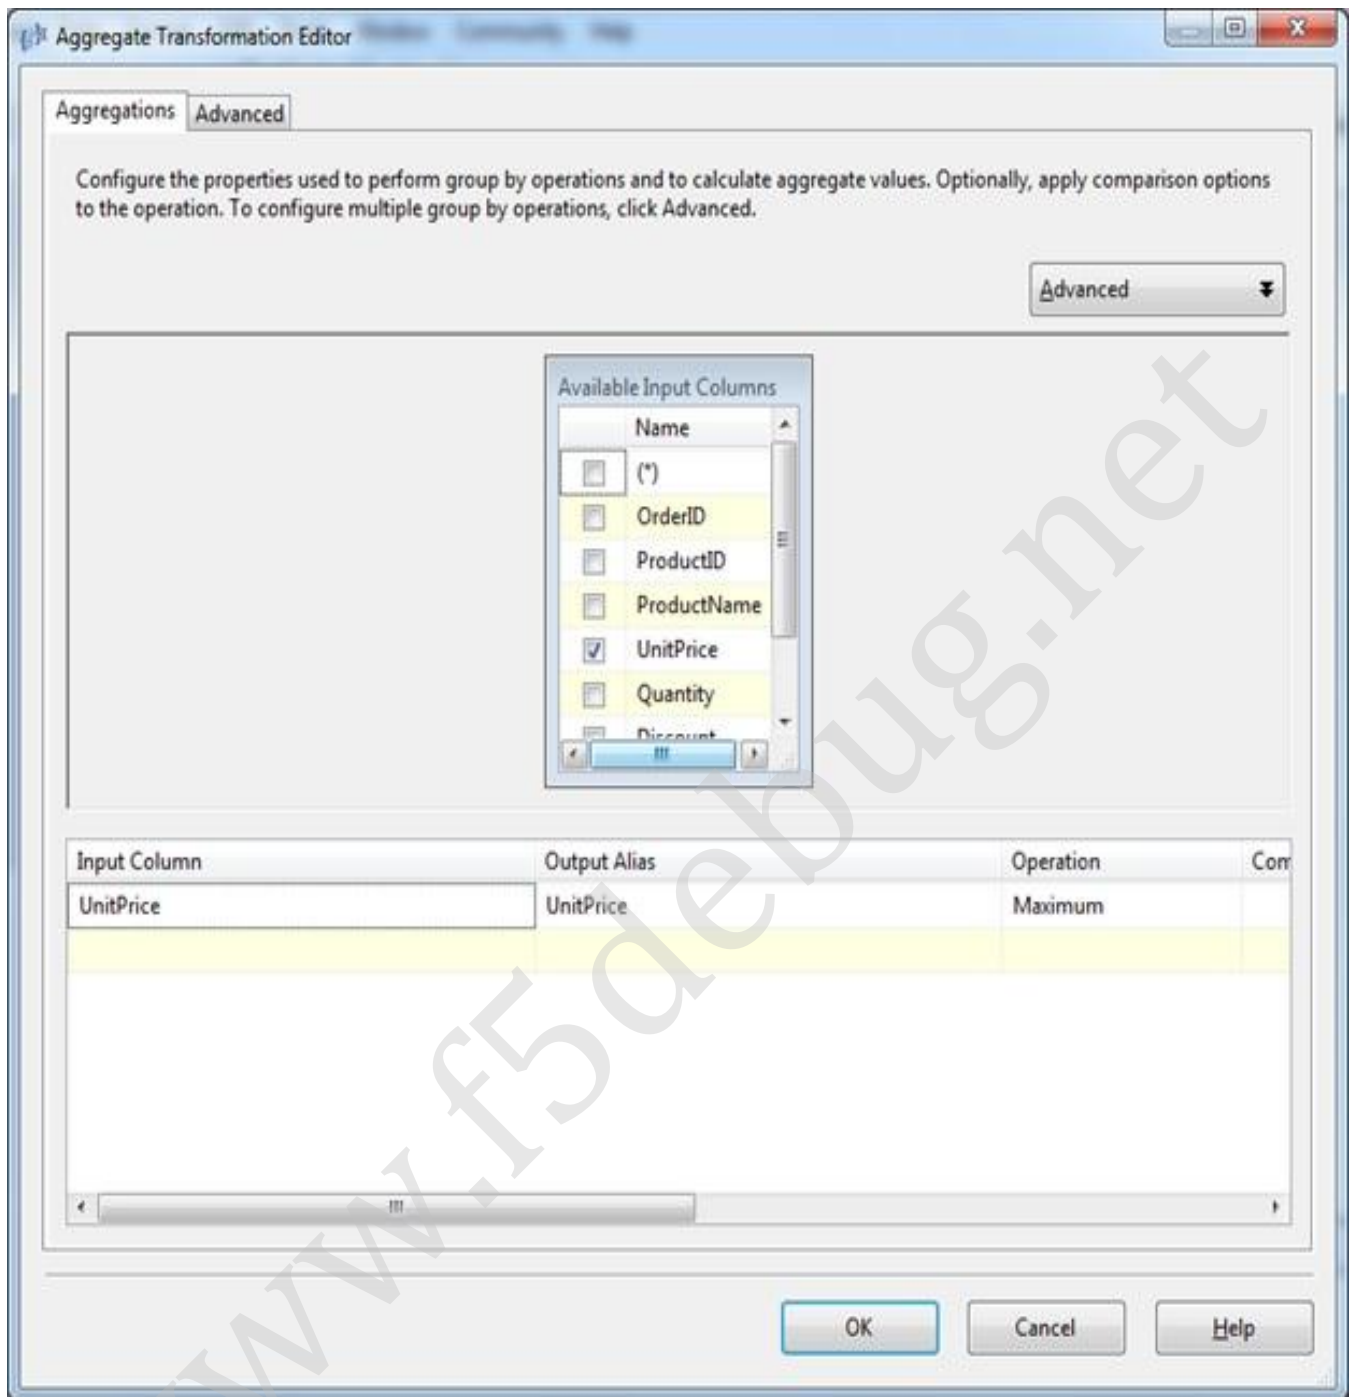 Aggregate Transformation Editor
Help
Aggregations
Advanced
Configure the properties used to perform group by operations and to calculate aggregate values. Optionally, apply comparison options
to the operation. To configure multiple group by operations, click Advanced.
Advanced
Available Input Columns
Name
(*)
OrderID
ProductID
ProductName
UnitPrice
Quantity
Discount
Input Column Output Alias Operation Com
UnitPrice UnitPrice Maximum
OK Cancel Help
www.f5debug.net